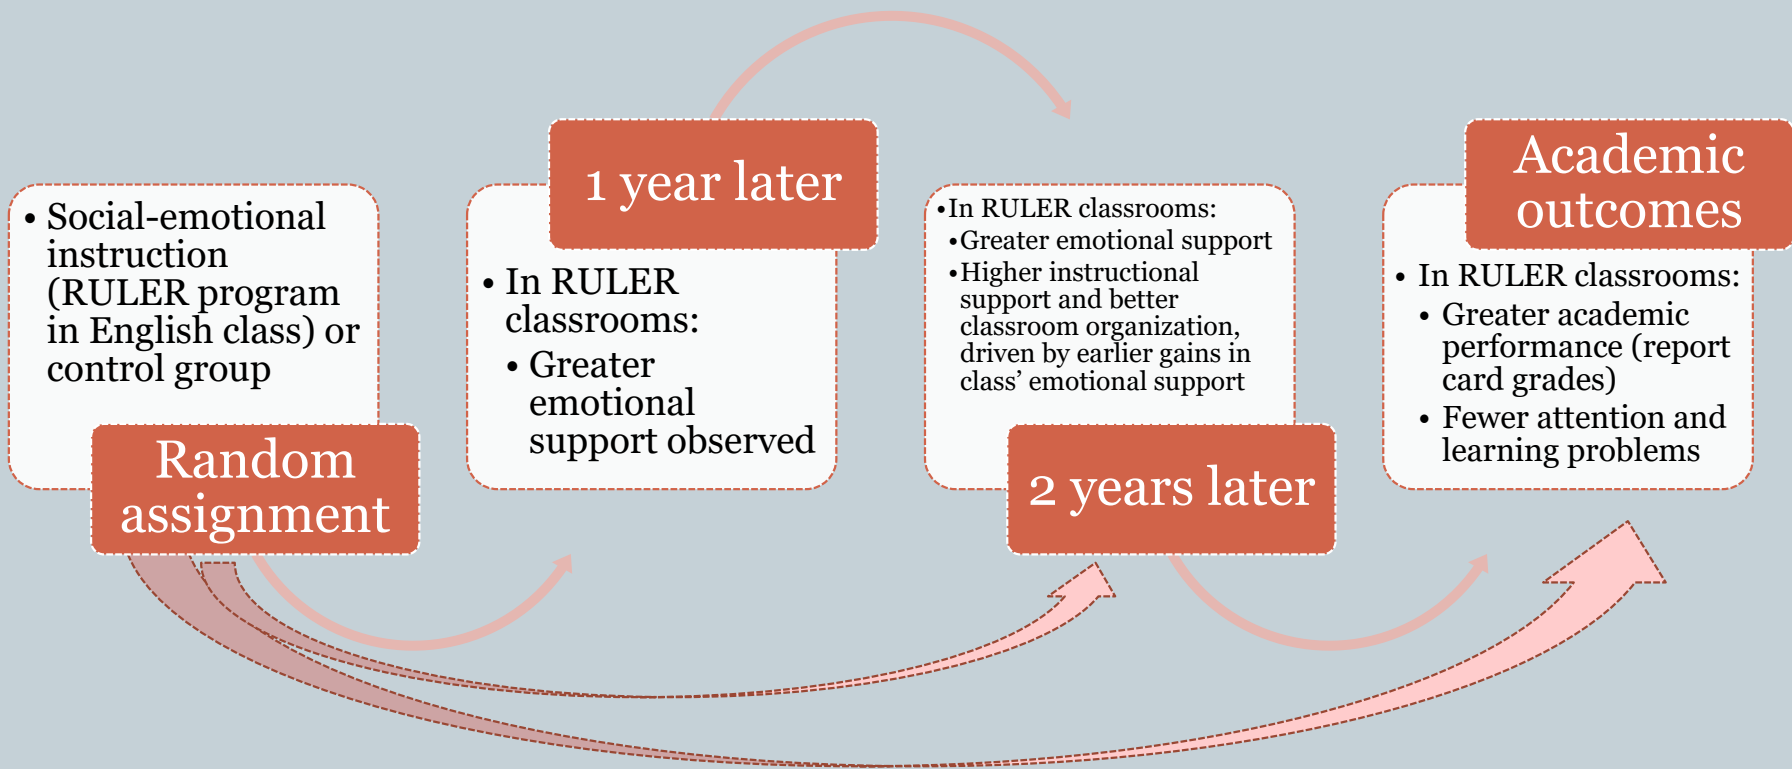 • Social-emotional
instruction
(RULER program
in English class) or
control group
Random
assignment
1 year later
• In RULER
classrooms:
• Greater
emotional
support observed
•In RULER classrooms:
•Greater emotional support
•Higher instructional
support and better
classroom organization,
driven by earlier gains in
class’ emotional support
2 years later
Academic
outcomes
• In RULER classrooms:
• Greater academic
performance (report
card grades)
• Fewer attention and
learning problems